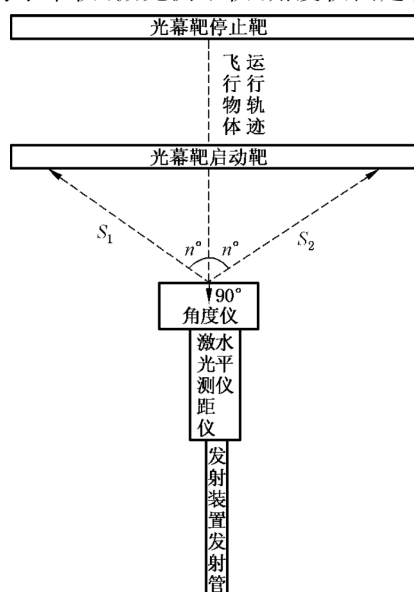 光幕靶停止靶
飞行物体
运行轨迹
光幕靶启动靶
S₁
n°
n°
S₂
90°
角度仪
激光测距仪
水平仪
发射装置发射管